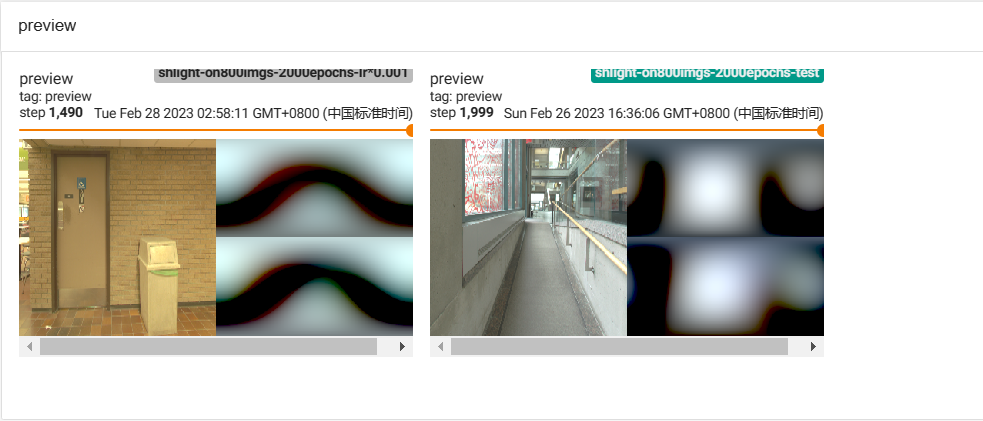 preview
preview
shlight-on800imgs-2000epochs-lr*0.001
tag: preview
step 1,490 Tue Feb 28 2023 02:58:11 GMT+0800 (中国标准时间)
preview
shlight-on800imgs-2000epochs-test
tag: preview
step 1,999 Sun Feb 26 2023 16:36:06 GMT+0800 (中国标准时间)